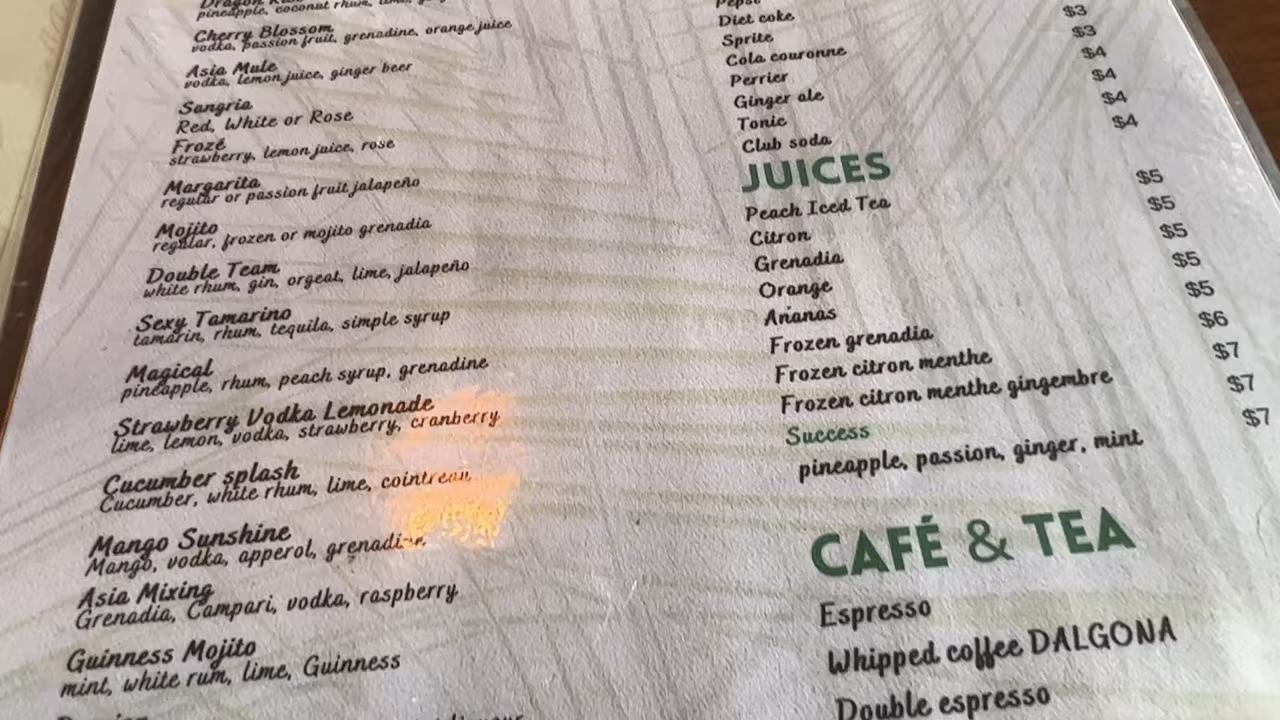 pineapple, coconut rhum,
Cherry Blossom
vodka, passion fruit, grenadine, orange juice
Asia Mule
vodka, lemon juice, ginger beer
Sangria
Red, White or Rose
Frozé
strawberry, lemon juice, rose
Margarita
regular or passion fruit jalapeño
Mojito
regular, frozen or mojito grenadia
Double Team
white rhum, gin, orgeat, lime, jalapeño
Sexy Tamarino
tamarin, rhum, tequila, simple syrup
Magical
pineapple, rhum, peach syrup, grenadine
Strawberry Vodka Lemonade
lime, lemon, vodka, strawberry, cranberry
Cucumber splash
Cucumber, white rhum, lime, cointreau
Mango Sunshine
Mango, vodka, apperol, grenadine,
Asia Mixing
Grenadia, Campari, vodka, raspberry
Guinness Mojito
mint, white rum, lime, Guinness
Pepsi
Diet coke $3
Sprite $3
Cola couronne $4
Perrier $4
Ginger ale $4
Tonic $4
Club soda
JUICES
Peach Iced Tea $5
Citron $5
Grenadia $5
Orange $5
Ananas $5
Frozen grenadia $6
Frozen citron menthe $7
Frozen citron menthe gingembre $7
Success $7
pineapple, passion, ginger, mint
CAFÉ & TEA
Espresso
Whipped coffee DALGONA
Double espresso